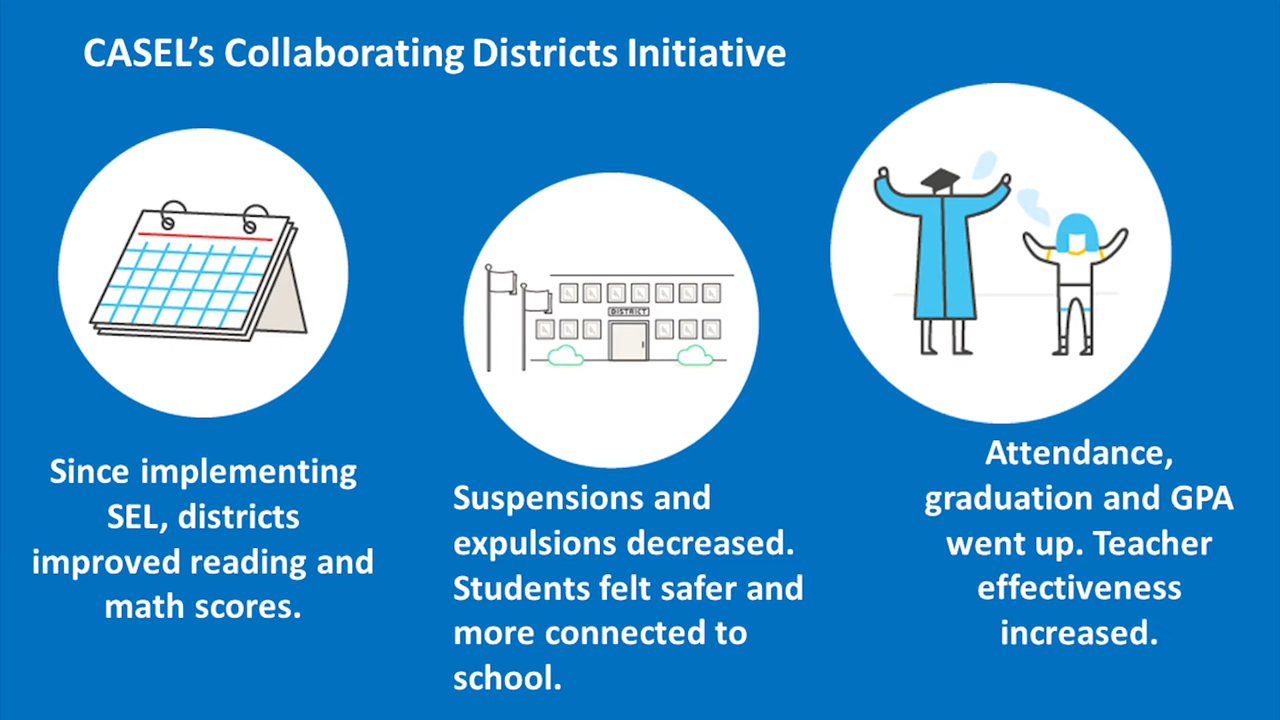 CASEL’s Collaborating Districts Initiative
DISTRICT
Since implementing
SEL, districts
improved reading and
math scores.
Suspensions and
expulsions decreased.
Students felt safer and
more connected to
school.
Attendance,
graduation and GPA
went up. Teacher
effectiveness
increased.